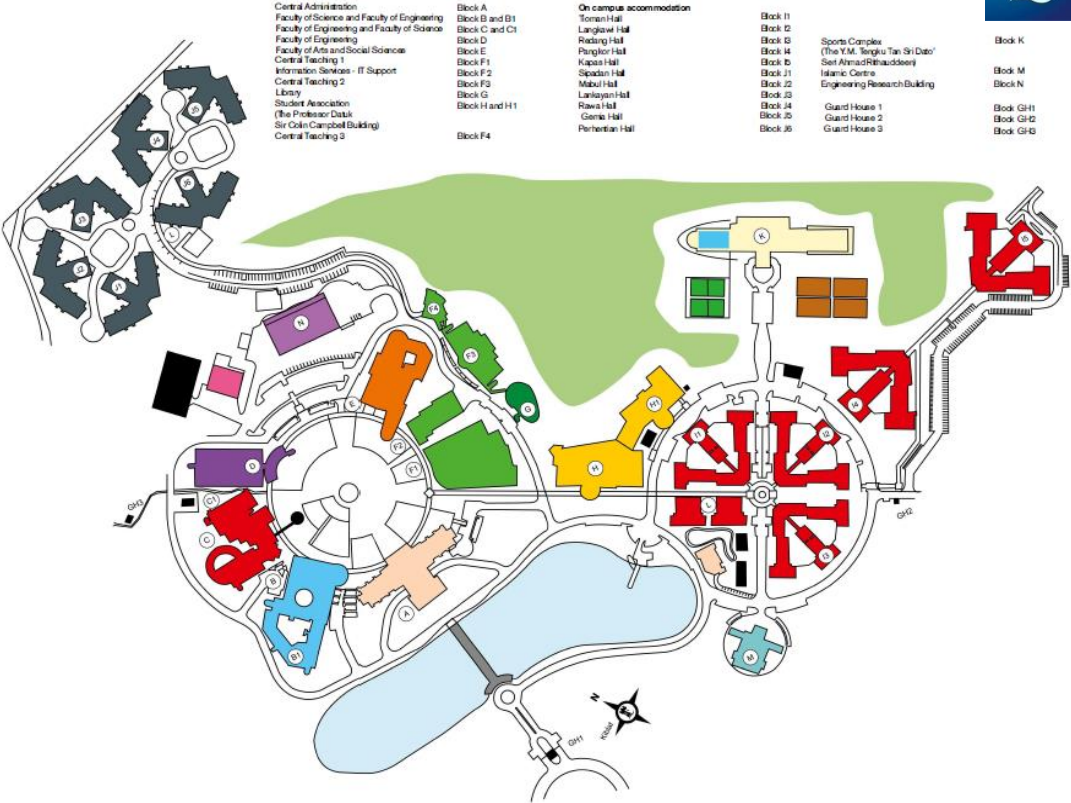 Central Administration Block A
Faculty of Science and Faculty of Engineering Block B and B1
Faculty of Engineering and Faculty of Science Block C and C1
Faculty of Engineering Block D
Faculty of Arts and Social Sciences Block E
Central Teaching 1 Block F1
Information Services - IT Support Block F2
Central Teaching 2 Block F3
Library Block G
Student Association Block H and H1
(The Professor Datuk
Sir Colin Campbell Building)
Central Teaching 3 Block F4
On campus accommodation
Tioman Hall Block I1
Langkawi Hall Block I2
Redang Hall Block I3
Pangkor Hall Block I4
Kapas Hall Block I5
Sipadan Hall Block J1
Mabul Hall Block J2
Lankayan Hall Block J3
Rawa Hall Block J4
Gemia Hall Block J5
Perhentian Hall Block J6
Sports Complex Block K
(The Y.M. Tengku Tan Sri Dato'
Seri Ahmad Rithauddeen)
Islamic Centre Block M
Engineering Research Building Block N
Guard House 1 Block GH1
Guard House 2 Block GH2
Guard House 3 Block GH3
J5
J4
J6
J3
L
J2
J1
K
I5
N
F4
F3
G
E
H1
I4
F2
F1
I1
I2
D
H
C1
L
GH3
GH2
C
I3
B
A
B1
M
N
Kiblat
GH1